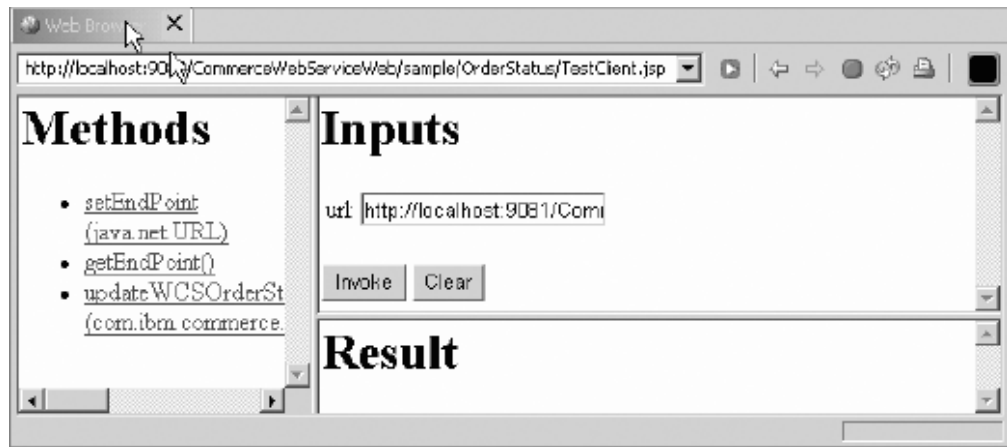 Web Brow
http://localhost:90 /CommerceWebServiceWeb/sample/OrderStatus/TestClient.jsp
Methods
setEndPoint
(java.net.URL)
getEndPoint()
updateWCSOrderSt
(com.ibm.commerce.
Inputs
url: http://localhost:9081/Com
Invoke Clear
Result